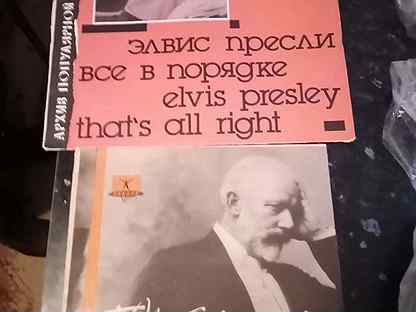 АРХИВ ПОПУЛЯРНОЙ
элвис пресли
все в порядке
elvis presley
that's all right